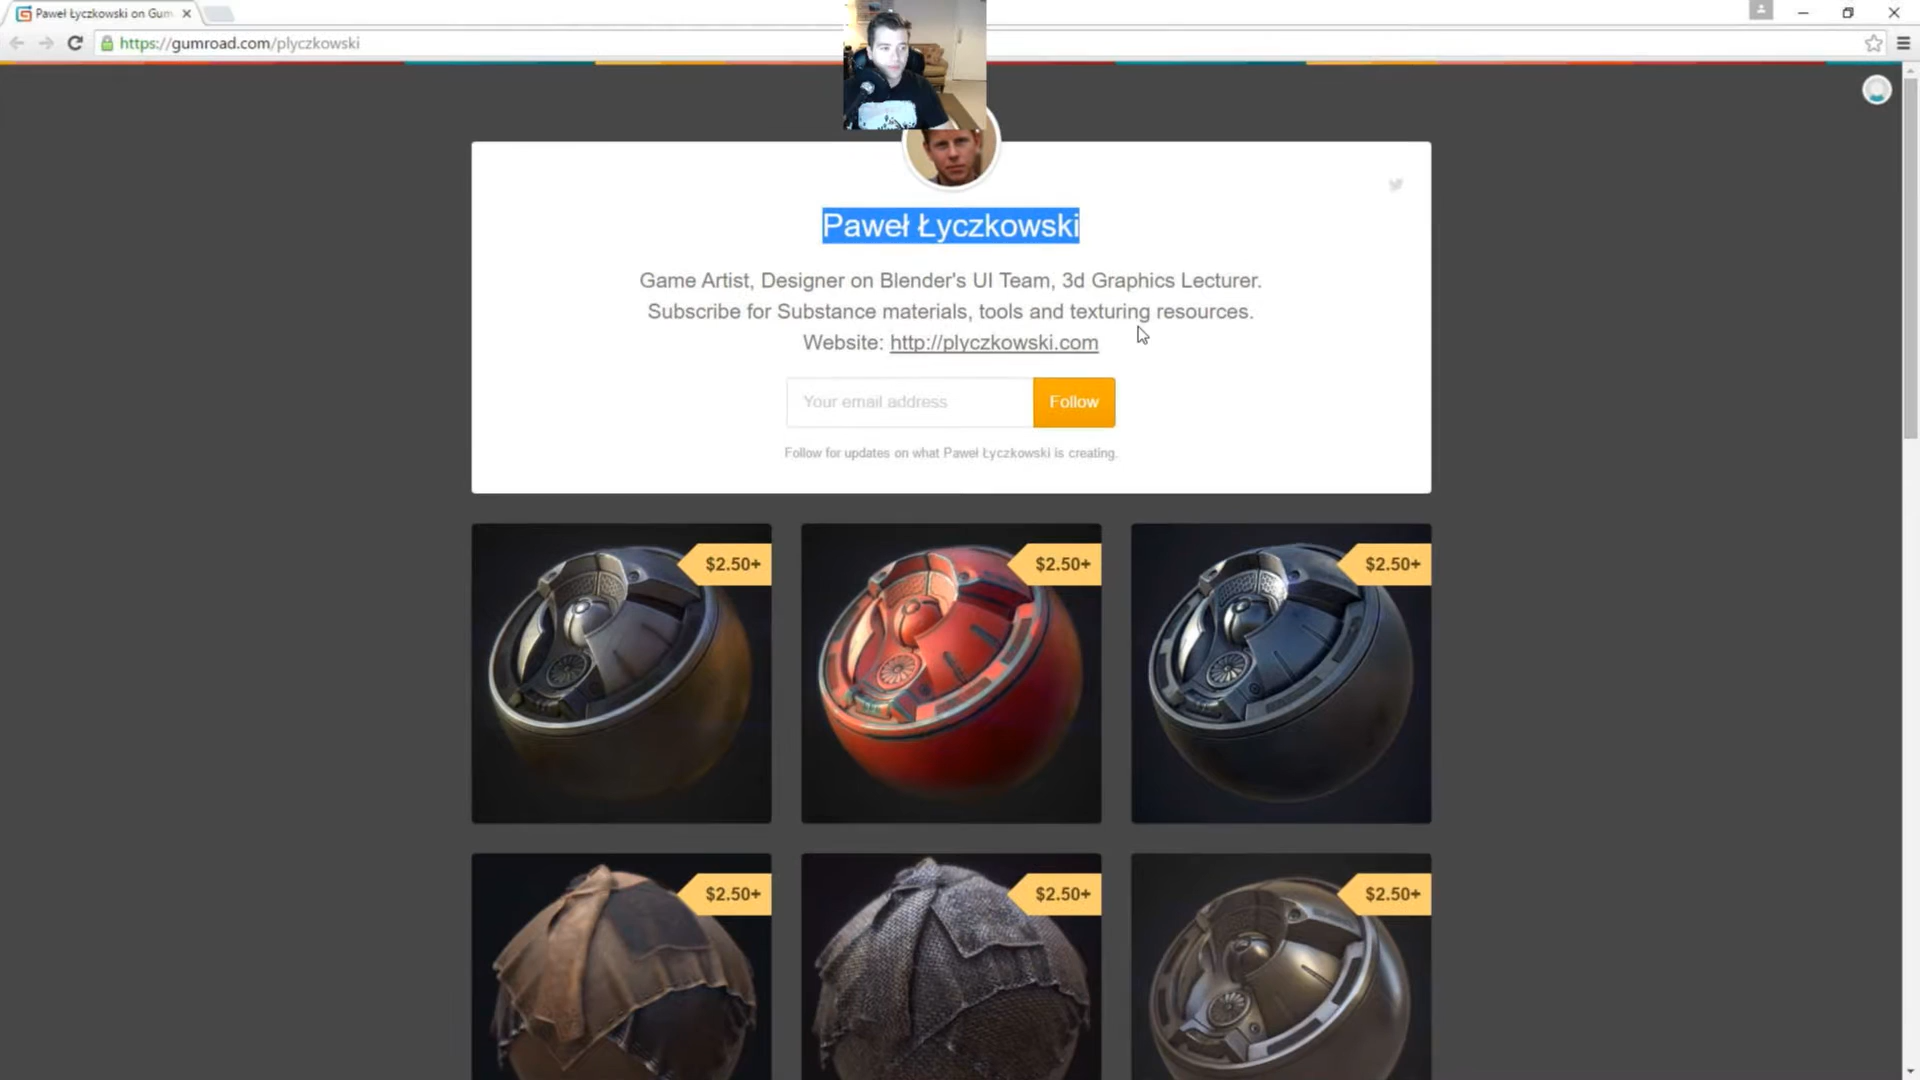 Paweł Łyczkowski on Gum
https://gumroad.com/plyczkowski
Paweł Łyczkowski
Game Artist, Designer on Blender's UI Team, 3d Graphics Lecturer.
Subscribe for Substance materials, tools and texturing resources.
Website: http://plyczkowski.com
Your email address
Follow
Follow for updates on what Paweł Łyczkowski is creating.
$2.50+
$2.50+
$2.50+
$2.50+
$2.50+
$2.50+